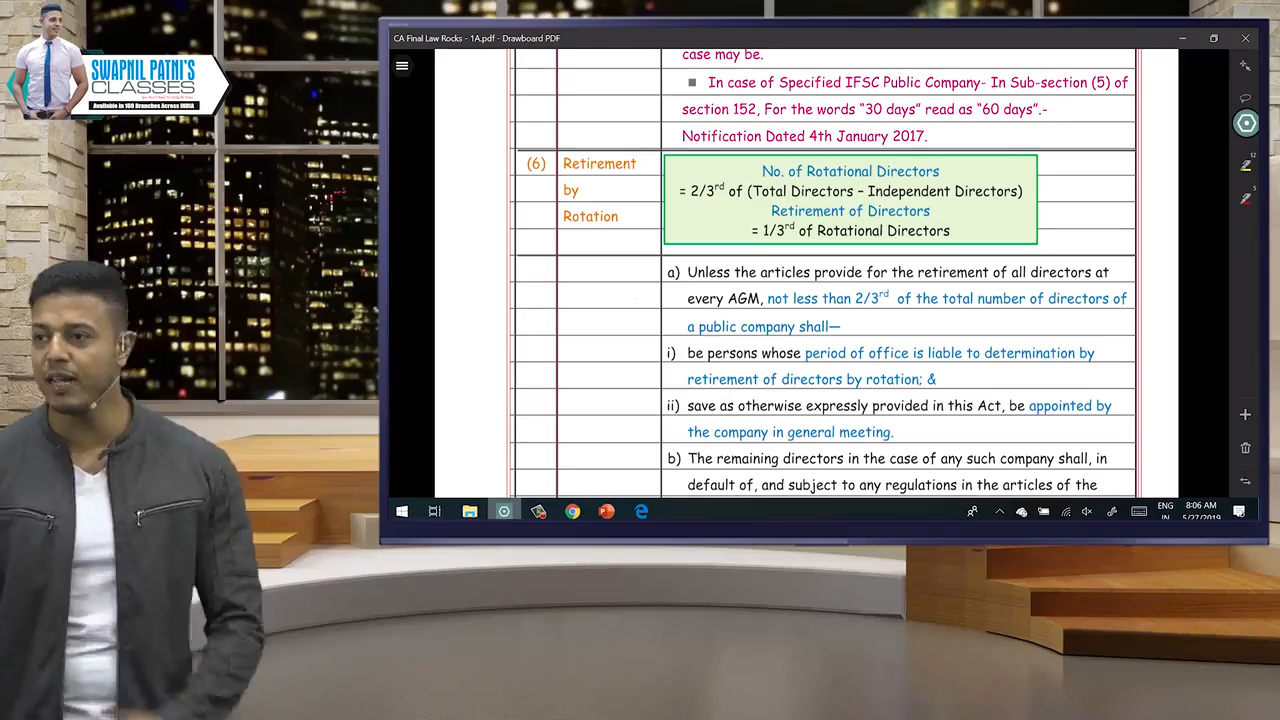 SWAPNIL PATNI'S
CLASSES
Available in 160 Branches Across INDIA
CA Final Law Rocks - 1A.pdf - Drawboard PDF
case may be.
■ In case of Specified IFSC Public Company- In Sub-section (5) of
section 152, For the words “30 days” read as “60 days”.-
Notification Dated 4th January 2017.
(6) Retirement
by
Rotation
No. of Rotational Directors
= 2/3rd of (Total Directors – Independent Directors)
Retirement of Directors
= 1/3rd of Rotational Directors
a) Unless the articles provide for the retirement of all directors at
every AGM, not less than 2/3rd of the total number of directors of
a public company shall—
i) be persons whose period of office is liable to determination by
retirement of directors by rotation; &
ii) save as otherwise expressly provided in this Act, be appointed by
the company in general meeting.
b) The remaining directors in the case of any such company shall, in
default of, and subject to any regulations in the articles of the
12
5
ENG
IN
8:06 AM
5/27/2019